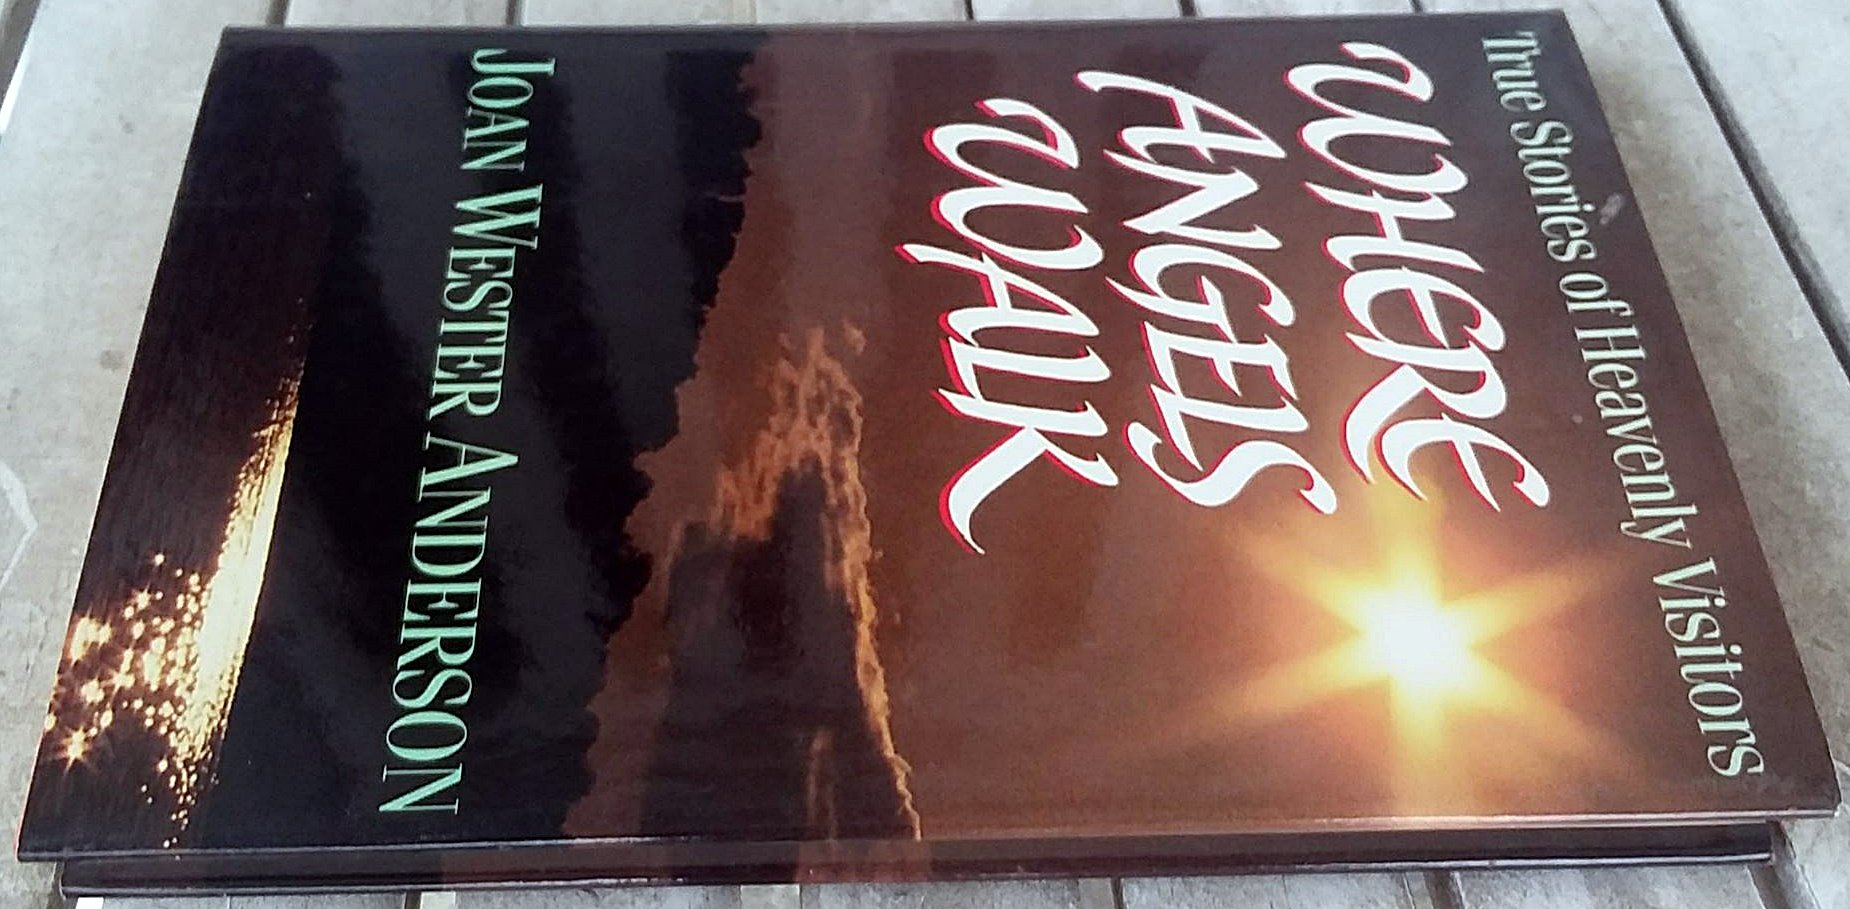 True Stories of Heavenly Visitors
WHERE
ANGELS
WALK
JOAN WESTER ANDERSON